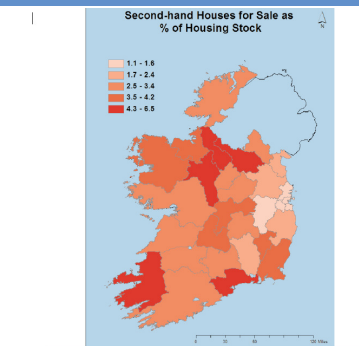 Second-hand Houses for Sale as
% of Housing Stock
N
1.1 - 1.6
1.7 - 2.4
2.5 - 3.4
3.5 - 4.2
4.3 - 6.5
0